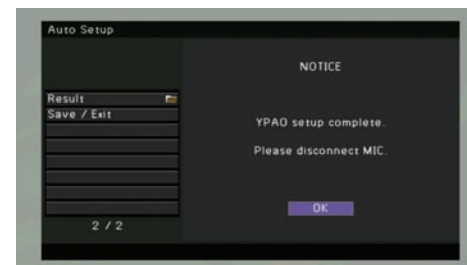 Auto Setup
NOTICE
Result
Save / Exit
YPAO setup complete.
Please disconnect MIC.
OK
2 / 2